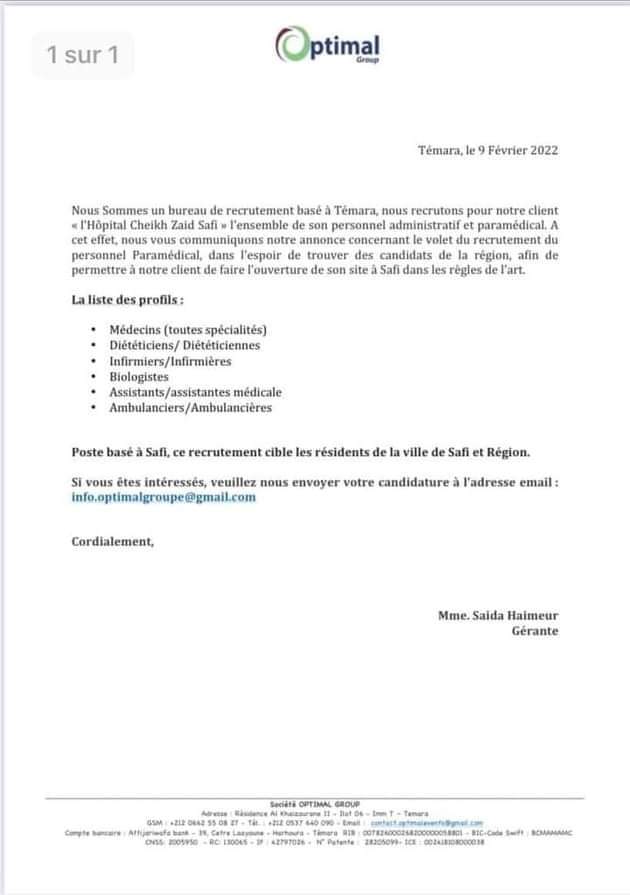 1 sur 1
Optimal
Group
Témara, le 9 Février 2022
Nous Sommes un bureau de recrutement basé à Témara, nous recrutons pour notre client
« l'Hôpital Cheikh Zaid Safi » l'ensemble de son personnel administratif et paramédical. A
cet effet, nous vous communiquons notre annonce concernant le volet du recrutement du
personnel Paramédical, dans l'espoir de trouver des candidats de la région, afin de
permettre à notre client de faire l'ouverture de son site à Safi dans les règles de l'art.
La liste des profils :
• Médecins (toutes spécialités)
• Diététiciens/ Diététiciennes
• Infirmiers/Infirmières
• Biologistes
• Assistants/assistantes médicale
• Ambulanciers/Ambulancières
Poste basé à Safi, ce recrutement cible les résidents de la ville de Safi et Région.
Si vous êtes intéressés, veuillez nous envoyer votre candidature à l'adresse email :
info.optimalgroupe@gmail.com
Cordialement,
Mme. Saida Haimeur
Gérante
Société OPTIMAL GROUP
Adresse : Résidence Al Khaizourane II - Ilot 06 - Imm T - Temara
GSM : +212 0662 55 08 27 - Tél. : +212 0537 640 090 - Email : contact.optimalevents@gmail.com
Compte bancaire : Attijariwafa bank - 39, Cetre Laayoune - Harhoura - Témara RIB : - BIC-Code Swift : BCMAMAMC
CNSS: 2005950 - RC: 130065 - IF : 42797026 - N° Patente : 28205099- ICE :